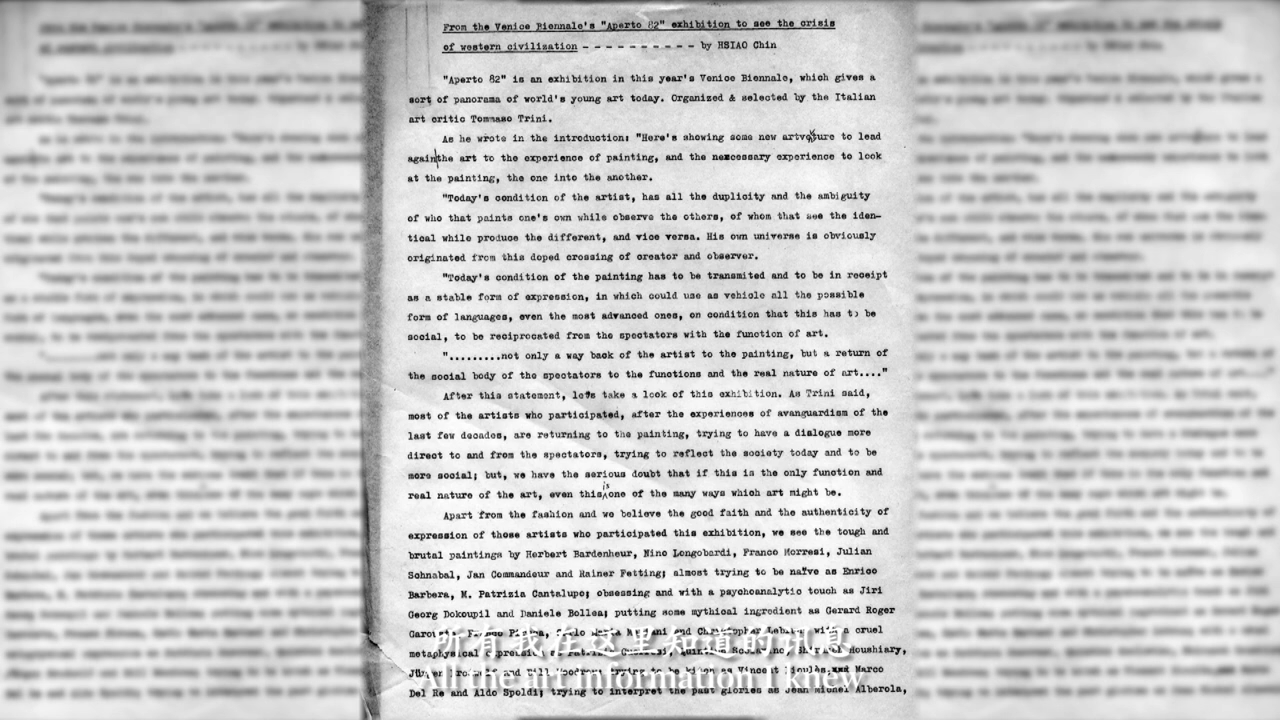 From the Venice Biennale's "Aperto 82" exhibition to see the crisis
of western civilization - - - - - - - - - - by HSIAO Chin
"Aperto 82" is an exhibition in this year's Venice Biennale, which gives a
sort of panorama of world's young art today. Organized & selected by the Italian
art critic Tommaso Trini.
As he wrote in the introduction: "Here's showing some new artventure to lead
again the art to the experience of painting, and the necessary experience to look
at the painting, the one into the another.
"Today's condition of the artist, has all the duplicity and the ambiguity
of who that paints one's own while observe the others, of whom that see the iden-
tical while produce the different, and vice versa. His own universe is obviously
originated from this doped crossing of creator and observer.
"Today's condition of the painting has to be transmited and to be in receipt
as a stable form of expression, in which could use as vehicle all the possible
form of languages, even the most advanced ones, on condition that this has to be
social, to be reciprocated from the spectators with the function of art.
".........not only a way back of the artist to the painting, but a return of
the social body of the spectators to the functions and the real nature of art...."
After this statement, lets take a look of this exhibition. As Trini said,
most of the artists who participated, after the experiences of avanguardism of the
last few decades, are returning to the painting, trying to have a dialogue more
direct to and from the spectators, trying to reflect the society today and to be
more social; but, we have the serious doubt that if this is the only function and
real nature of the art, even this is one of the many ways which art might be.
Apart from the fashion and we believe the good faith and the authenticity of
expression of those artists who participated this exhibition, we see the tough and
brutal paintings by Herbert Bardenheur, Nino Longobardi, Franco Morresi, Julian
Schnabal, Jan Commandeur and Rainer Fetting; almost trying to be naïve as Enrico
Barbera, M. Patrizia Cantalupo; obsessing and with a psychoanalytic touch as Jiri
Georg Dokoupil and Daniele Bollea; putting some mythical ingredient as Gerard Roger
and with a cruel
metaphysical
trying to be as Vincent and Marco
Del Re and Aldo Spoldi; trying to interpret the past glories as Jean Michel Alberola,
所有我在这里知道的讯息
All the art information I knew